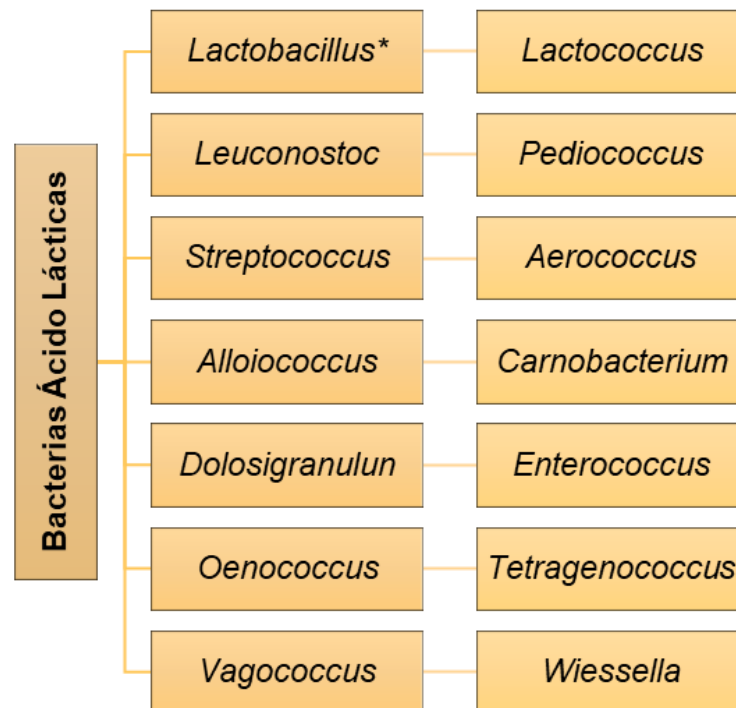 Bacterias Ácido Lácticas
Lactobacillus*
Lactococcus
Leuconostoc
Pediococcus
Streptococcus
Aerococcus
Alloiococcus
Carnobacterium
Dolosigranulun
Enterococcus
Oenococcus
Tetragenococcus
Vagococcus
Wiessella